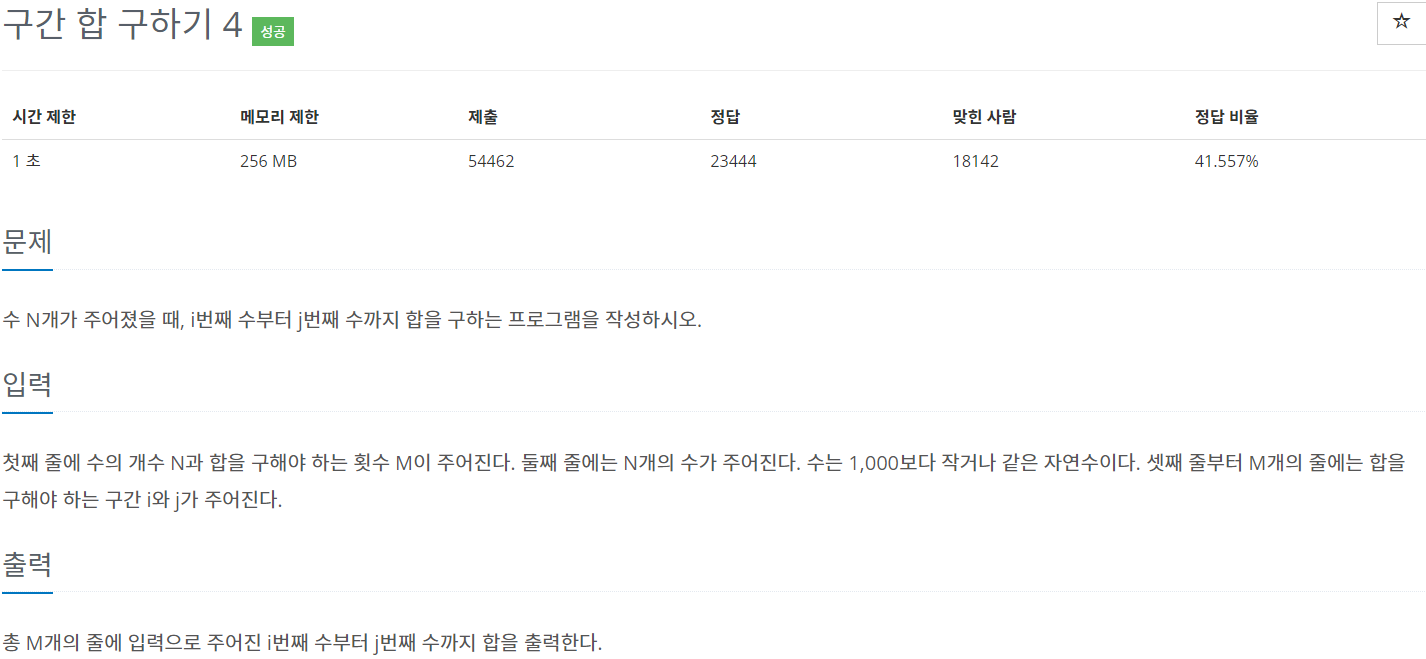 구간 합 구하기 4 성공
☆
시간 제한 메모리 제한 제출 정답 맞힌 사람 정답 비율
1 초 256 MB 54462 23444 18142 41.557%
문제
수 N개가 주어졌을 때, i번째 수부터 j번째 수까지 합을 구하는 프로그램을 작성하시오.
입력
첫째 줄에 수의 개수 N과 합을 구해야 하는 횟수 M이 주어진다. 둘째 줄에는 N개의 수가 주어진다. 수는 1,000보다 작거나 같은 자연수이다. 셋째 줄부터 M개의 줄에는 합을
구해야 하는 구간 i와 j가 주어진다.
출력
총 M개의 줄에 입력으로 주어진 i번째 수부터 j번째 수까지 합을 출력한다.